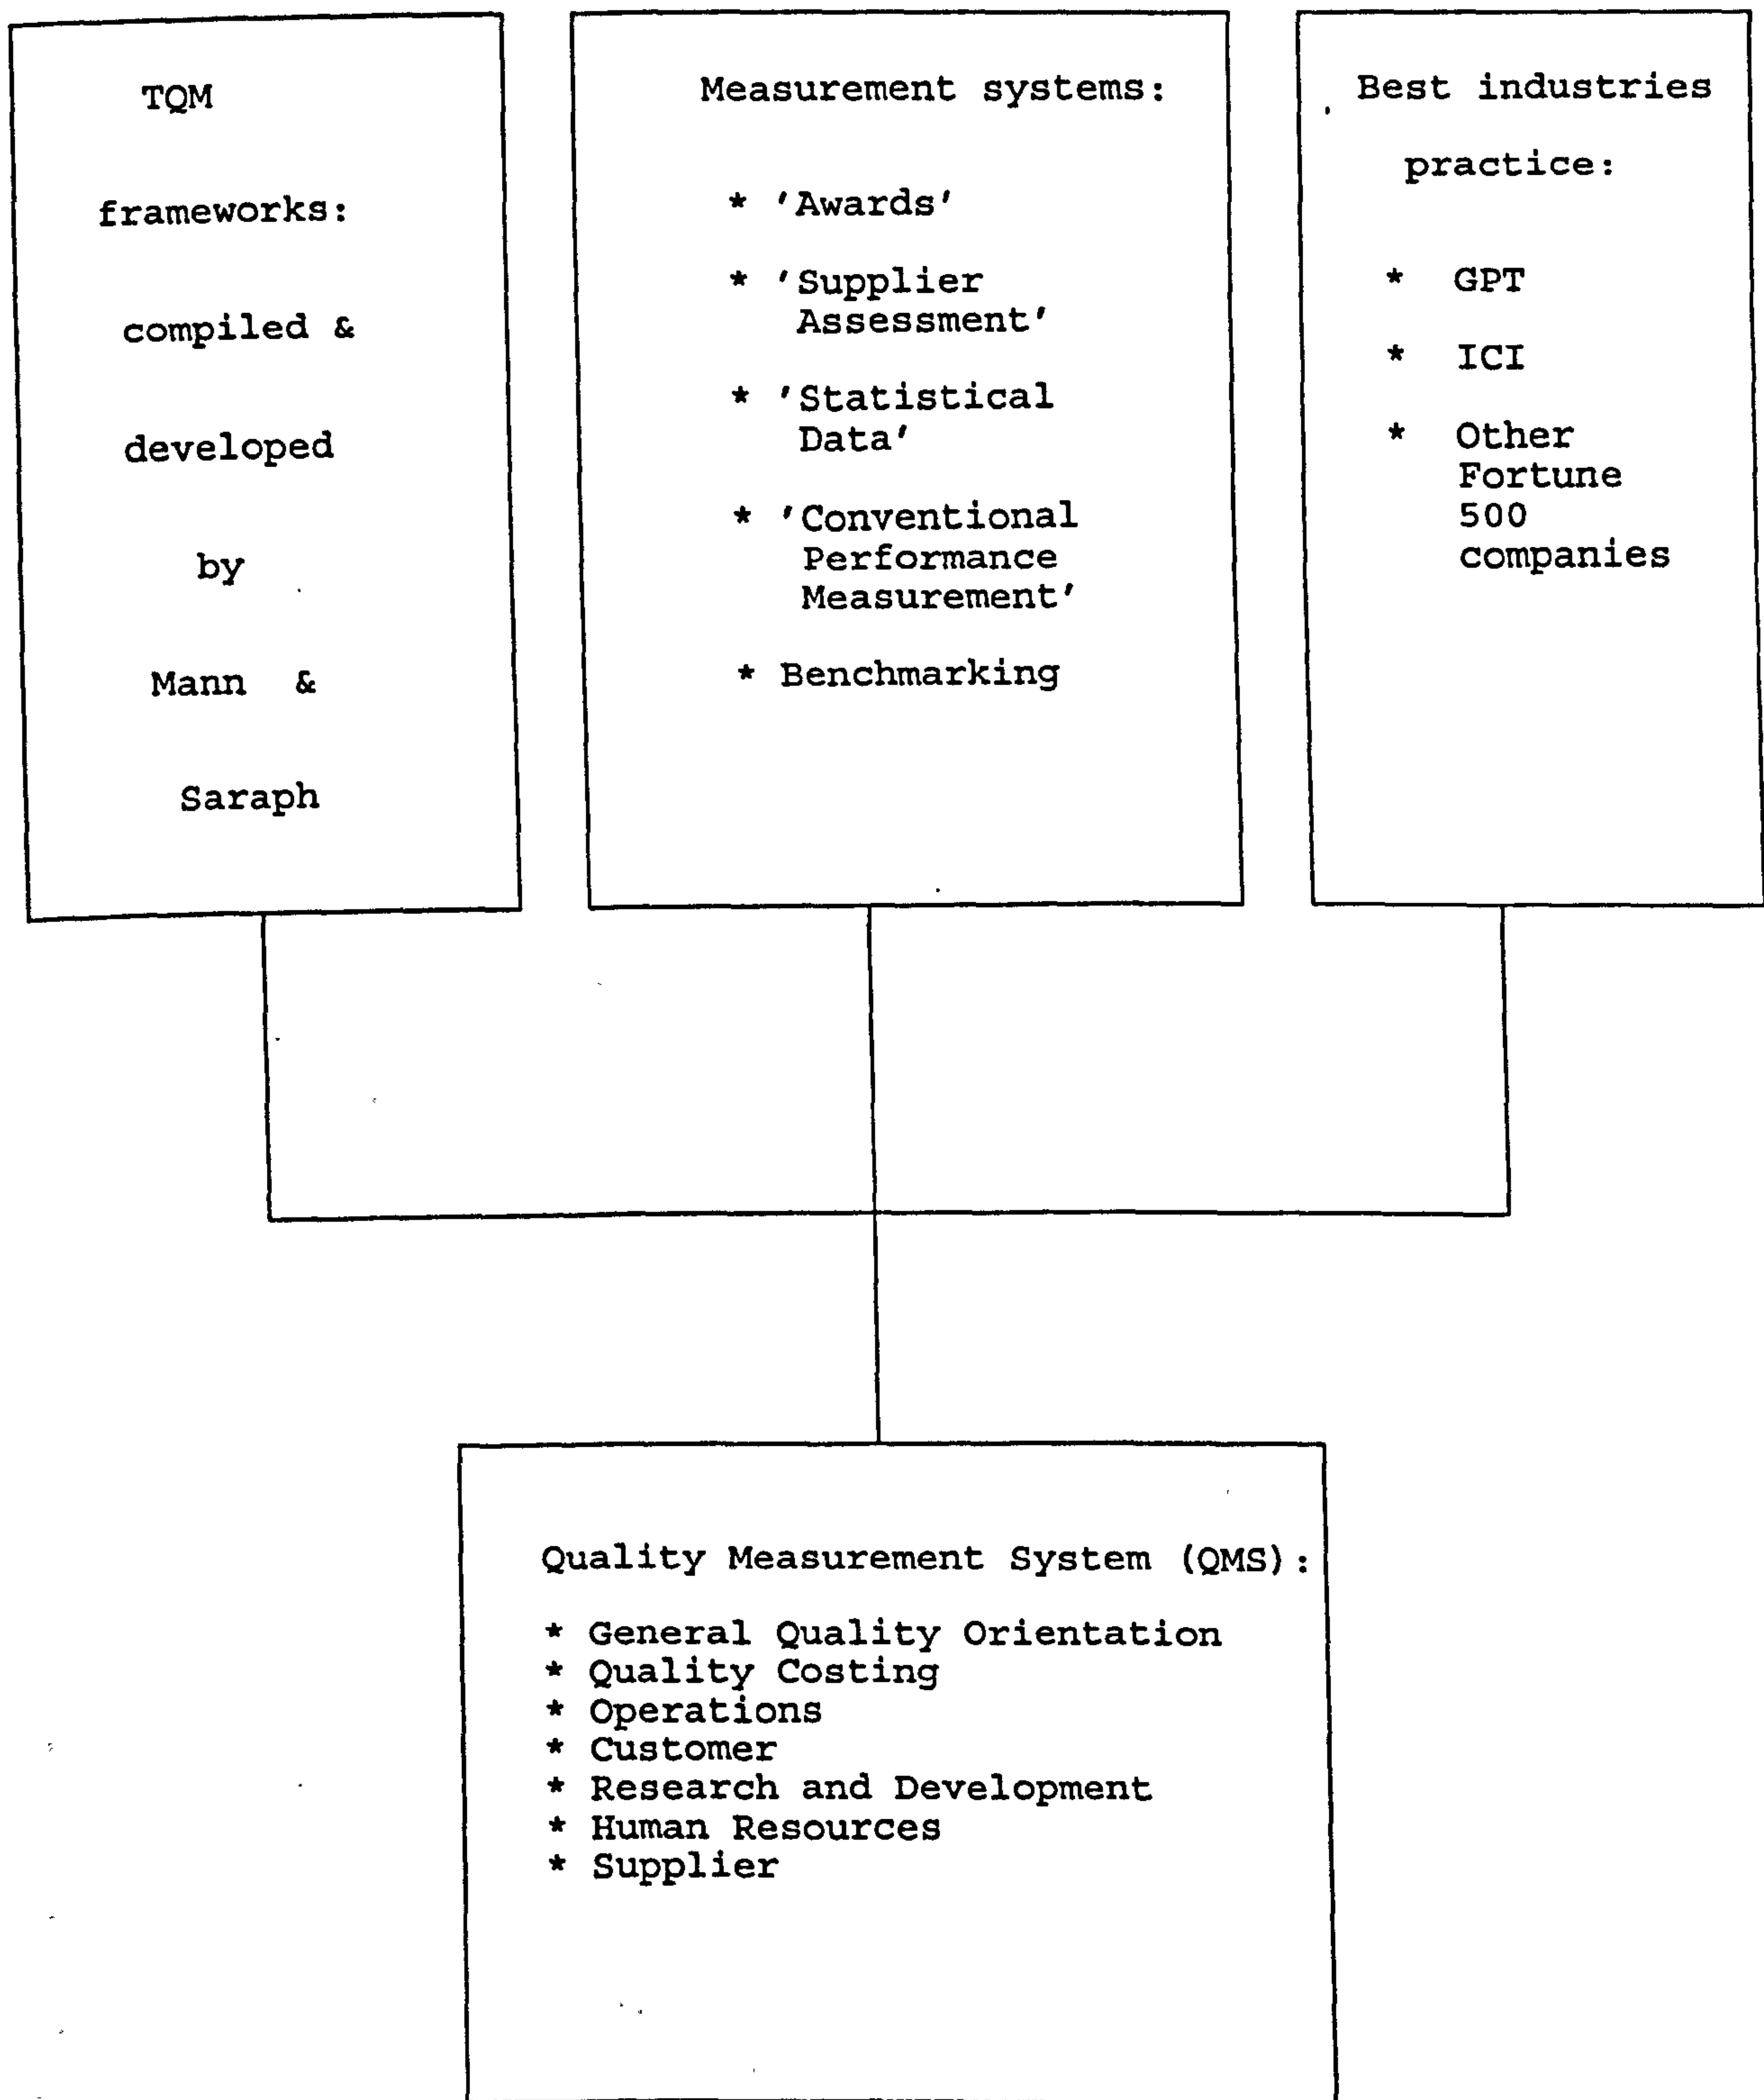 TQM
frameworks:
compiled &
developed
by
Mann &
Saraph
Measurement systems:
* 'Awards'
* 'Supplier
Assessment'
* 'Statistical
Data'
* 'Conventional
Performance
Measurement'
* Benchmarking
Best industries
practice:
* GPT
* ICI
* Other
Fortune
500
companies
Quality Measurement System (QMS):
* General Quality Orientation
* Quality Costing
* Operations
* Customer
* Research and Development
* Human Resources
* Supplier